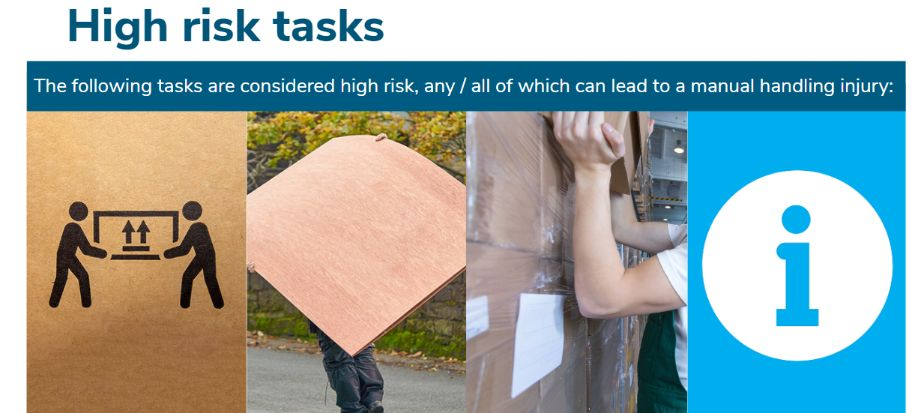 High risk tasks
The following tasks are considered high risk, any / all of which can lead to a manual handling injury:
i